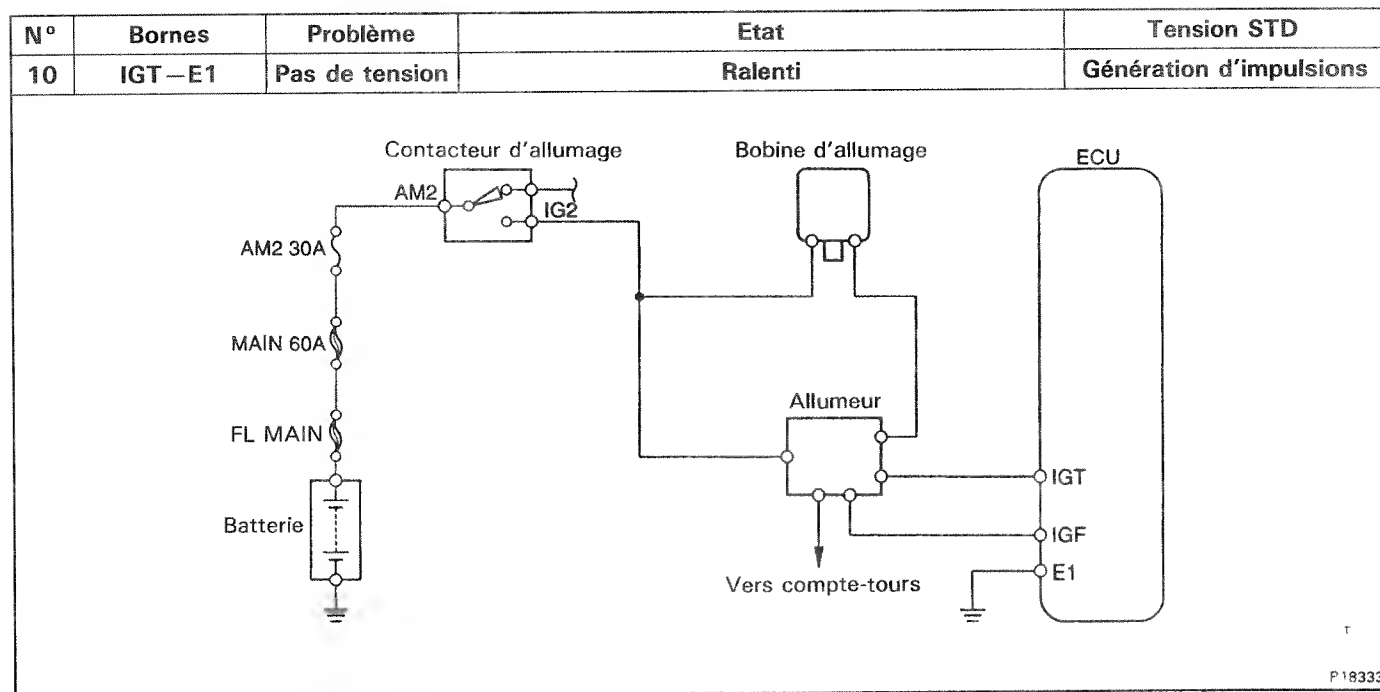 N° Bornes Problème Etat Tension STD
10 IGT–E1 Pas de tension Ralenti Génération d'impulsions
Contacteur d'allumage
Bobine d'allumage
ECU
AM2
IG2
AM2 30A
MAIN 60A
Allumeur
FL MAIN
IGT
Batterie
IGF
E1
Vers compte-tours
T
P18333